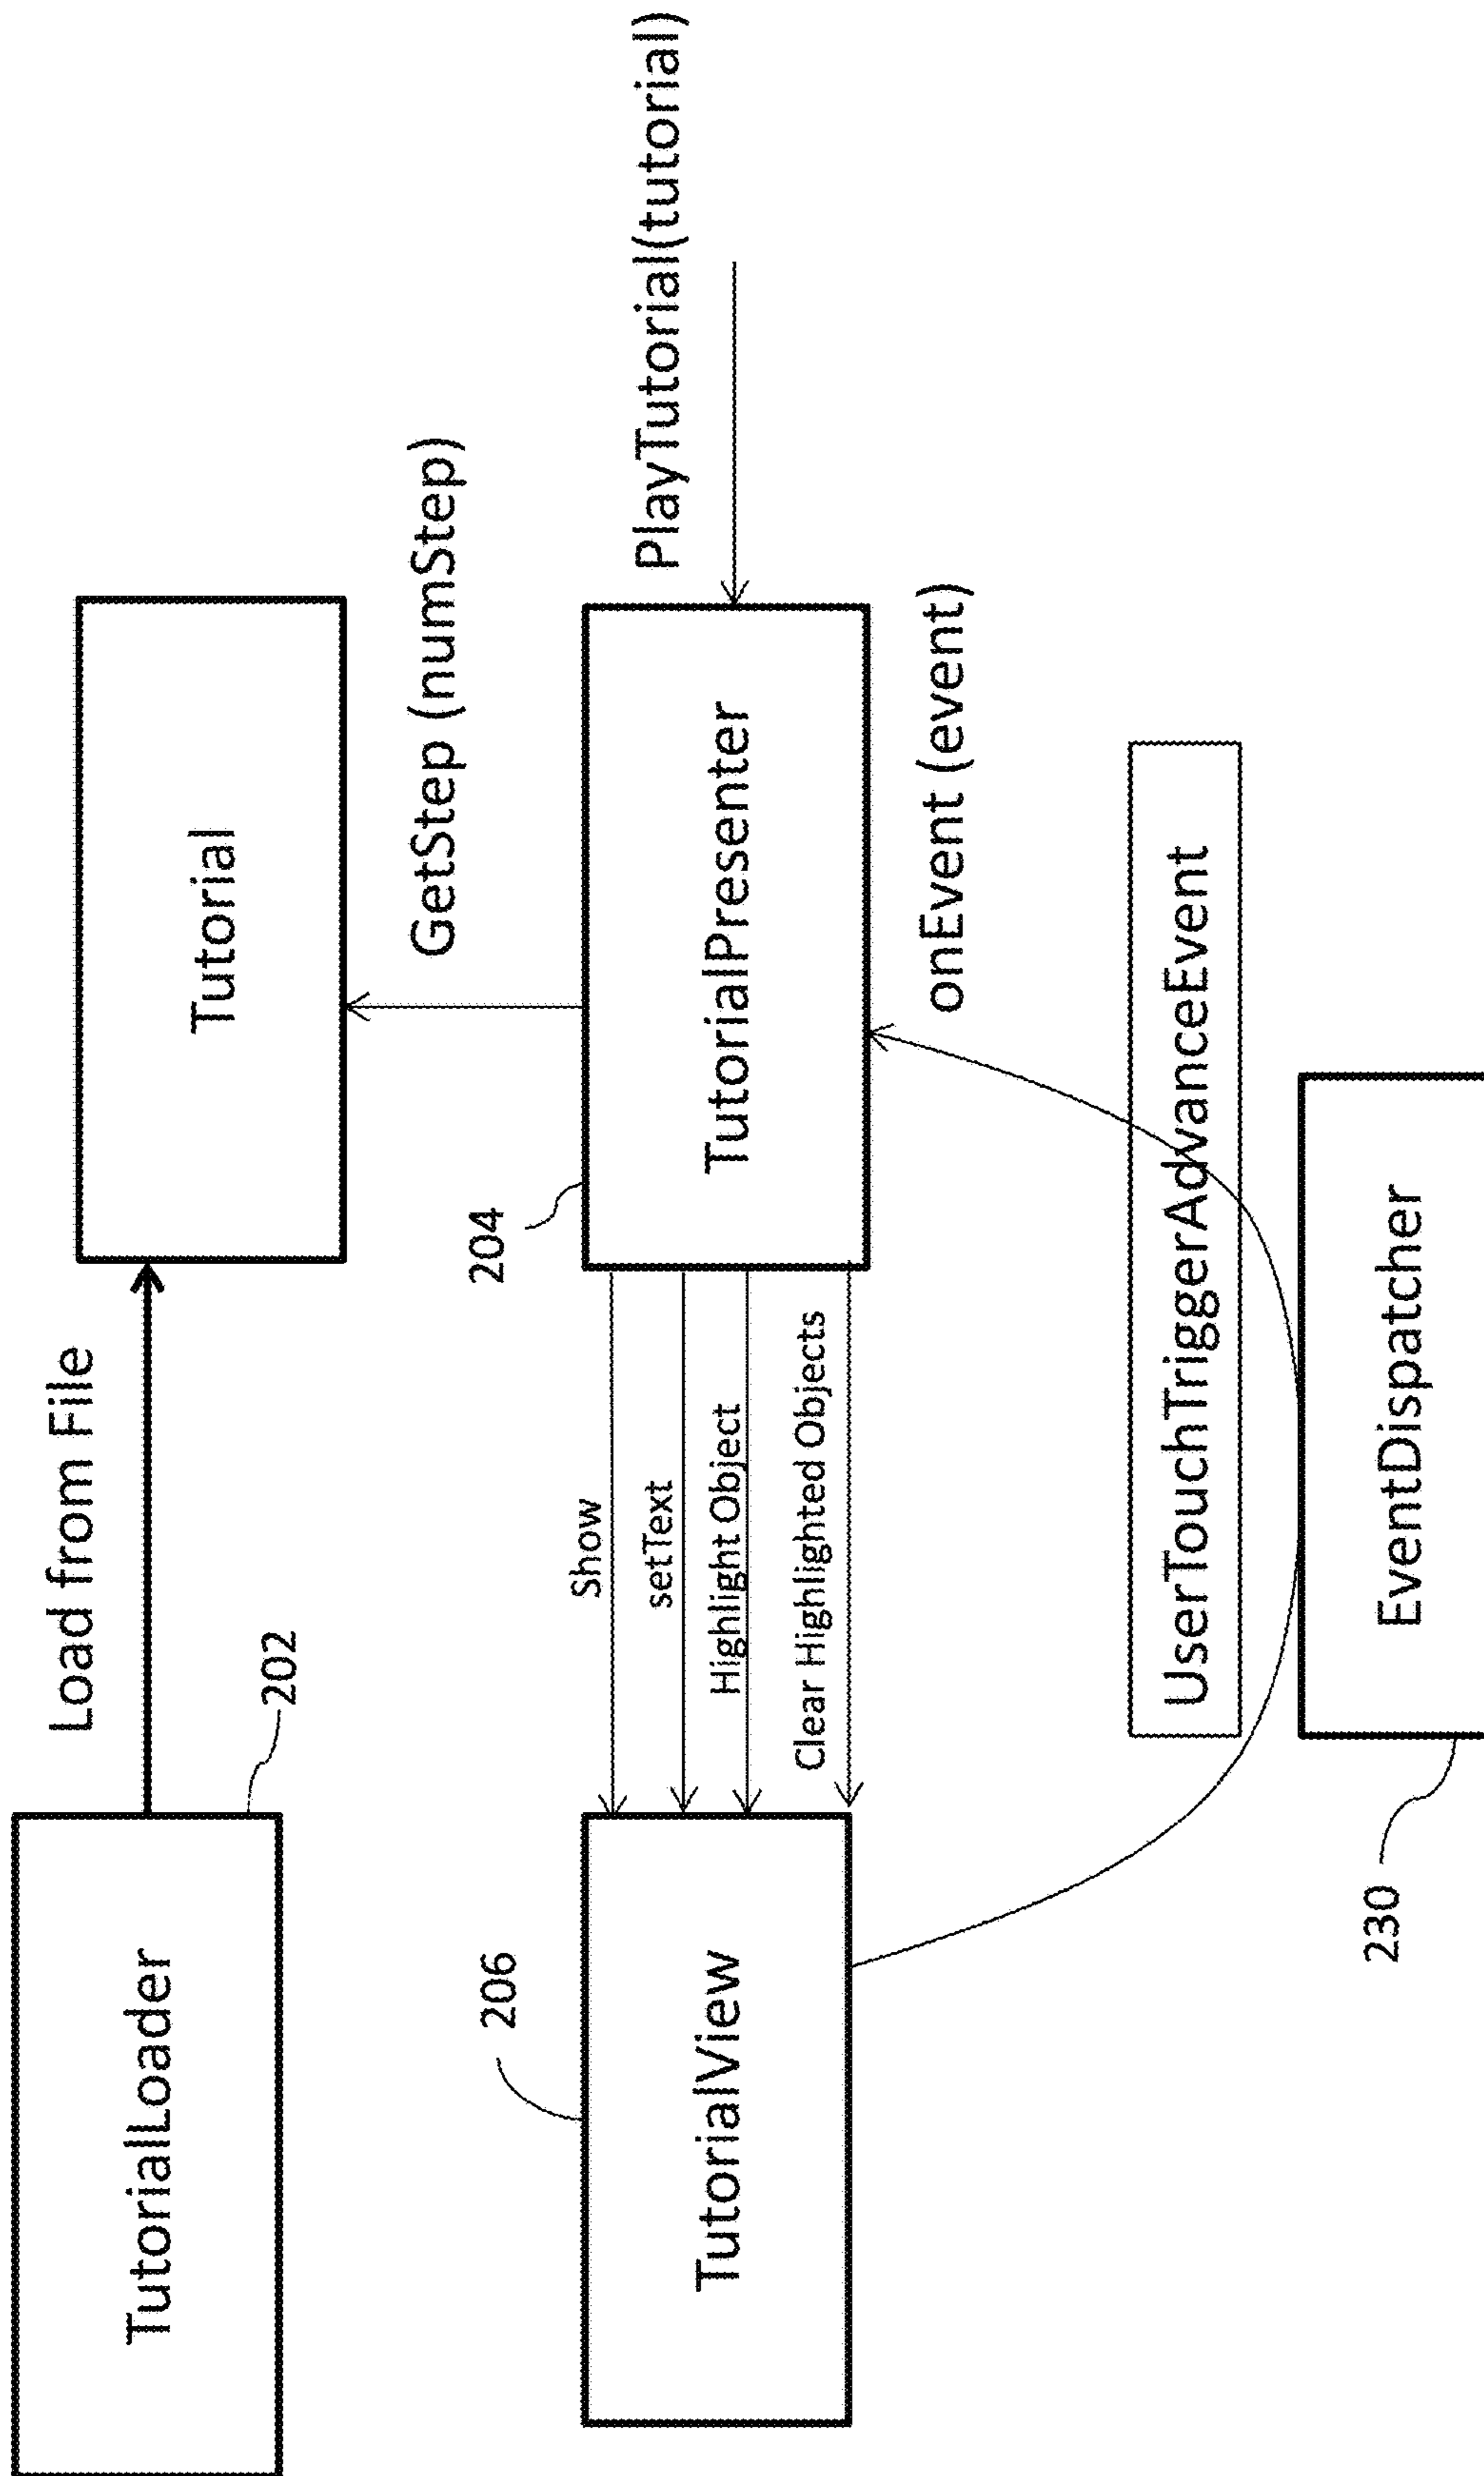 TutorialLoader
202
Load from File
Tutorial
GetStep (numStep)
PlayTutorial(tutorial)
206
TutorialView
Show
setText
Highlight Object
Clear Highlighted Objects
204
TutorialPresenter
onEvent (event)
UserTouchTriggerAdvanceEvent
230
EventDispatcher